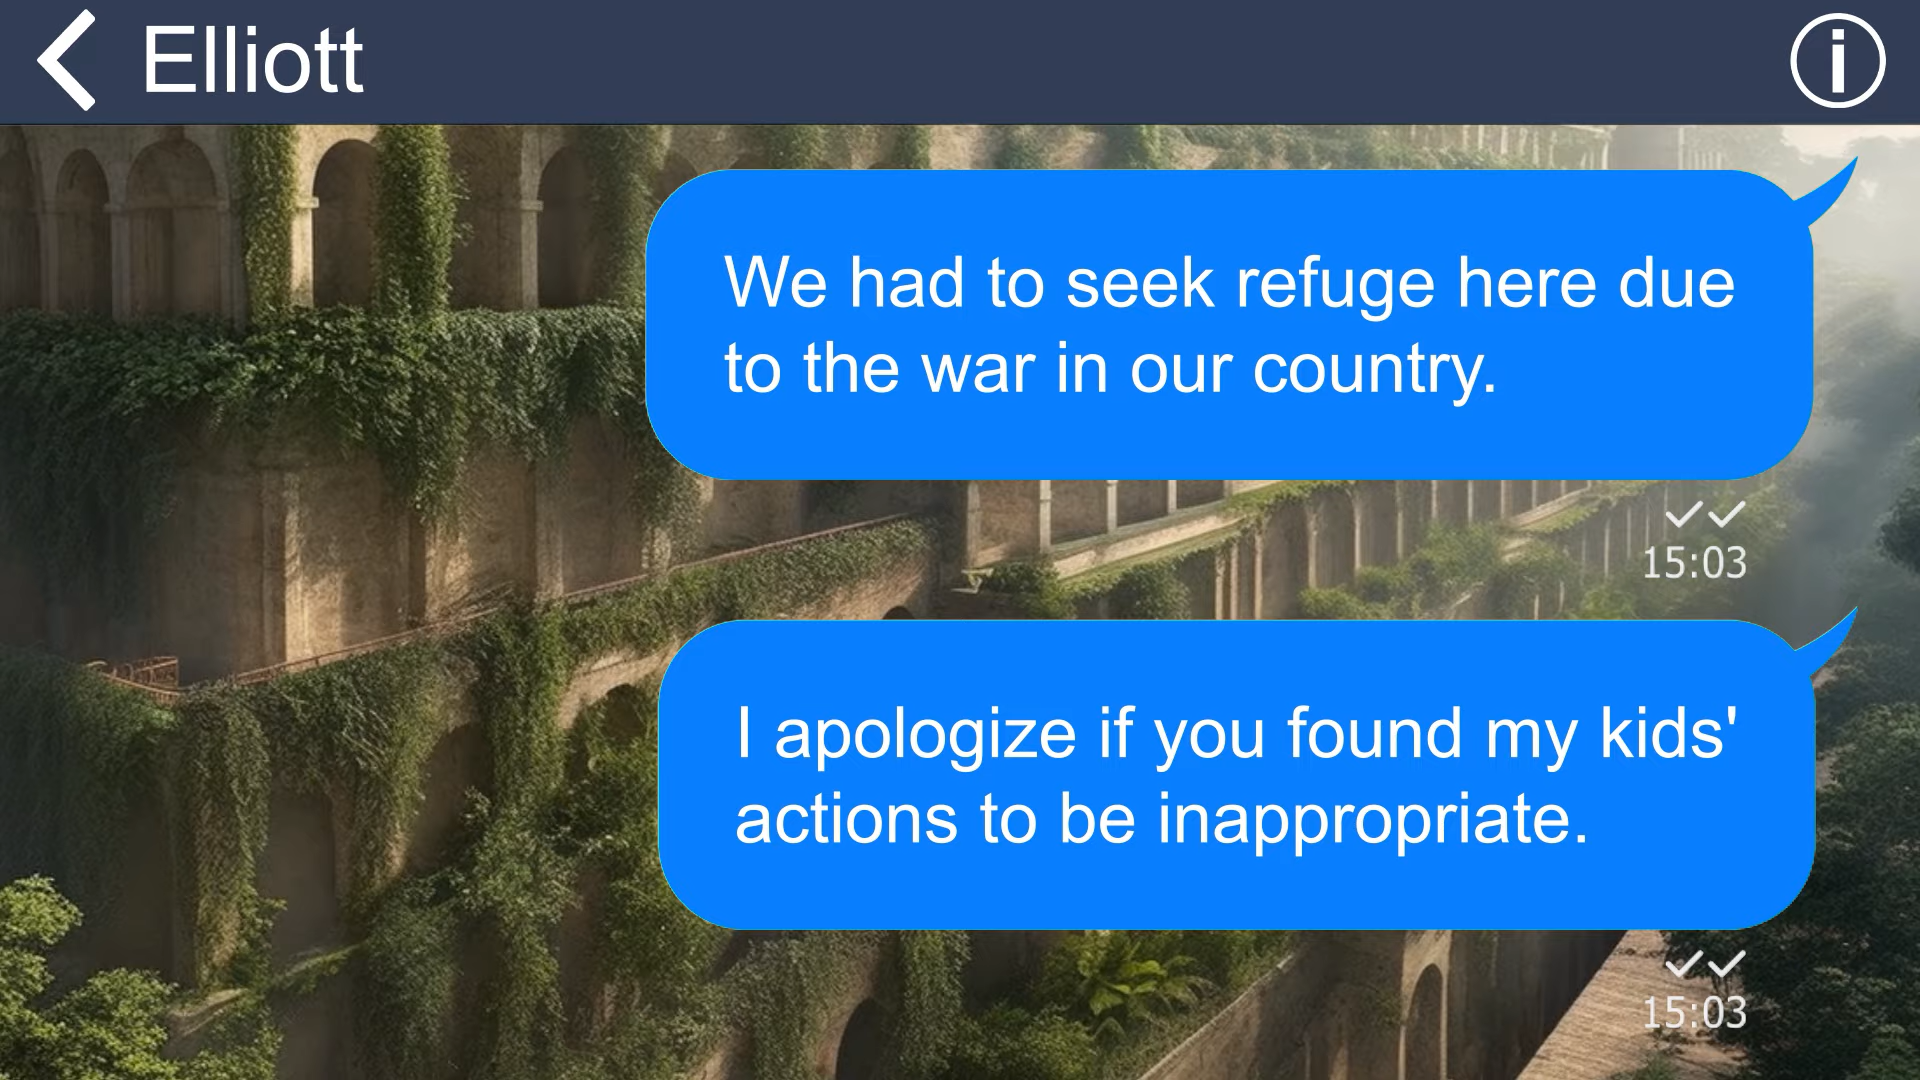 Elliott
We had to seek refuge here due
to the war in our country.
15:03
I apologize if you found my kids'
actions to be inappropriate.
15:03